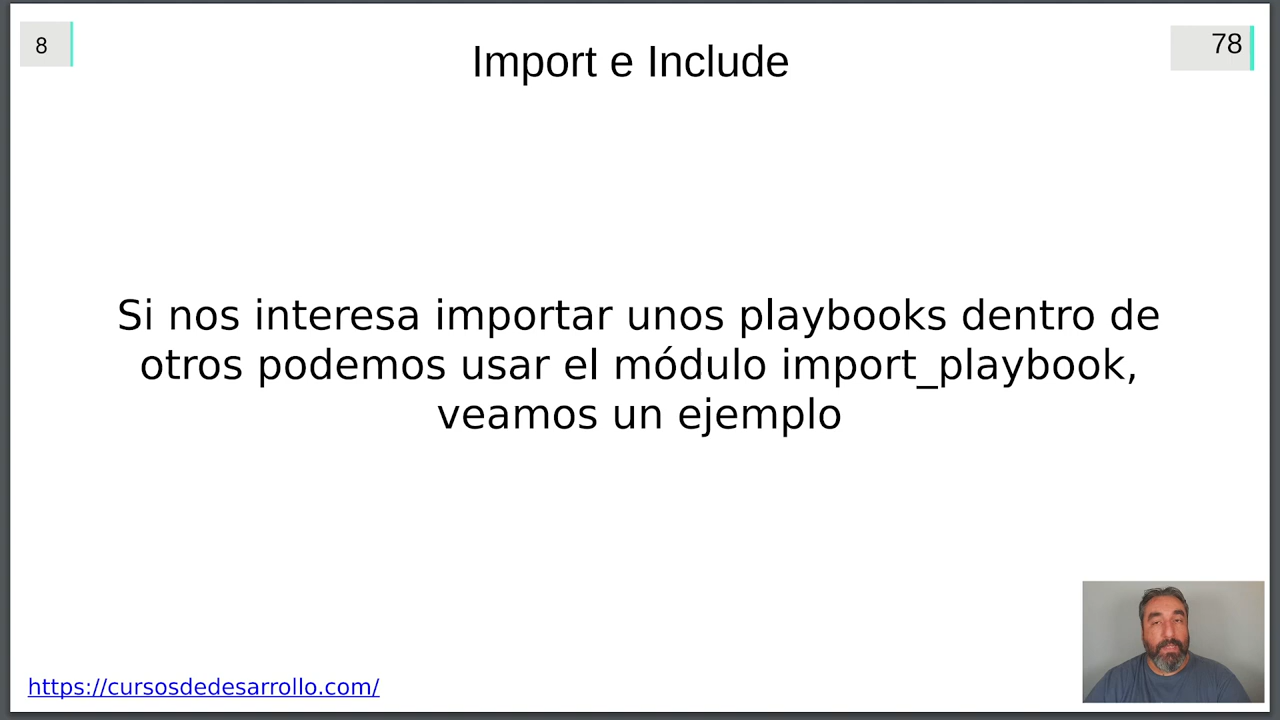 8
Import e Include
78
Si nos interesa importar unos playbooks dentro de
otros podemos usar el módulo import_playbook,
veamos un ejemplo
https://cursosdedesarrollo.com/